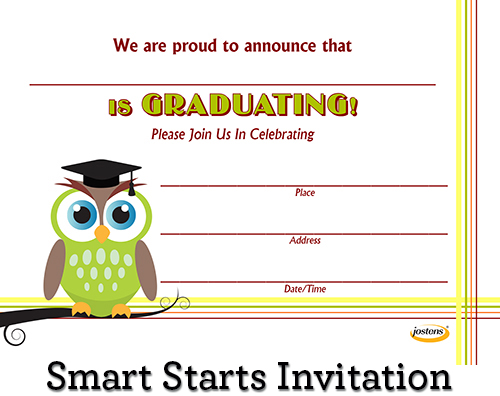 We are proud to announce that
is GRADUATING!
Please Join Us In Celebrating
Place
Address
Date/Time
jostens
Smart Starts Invitation